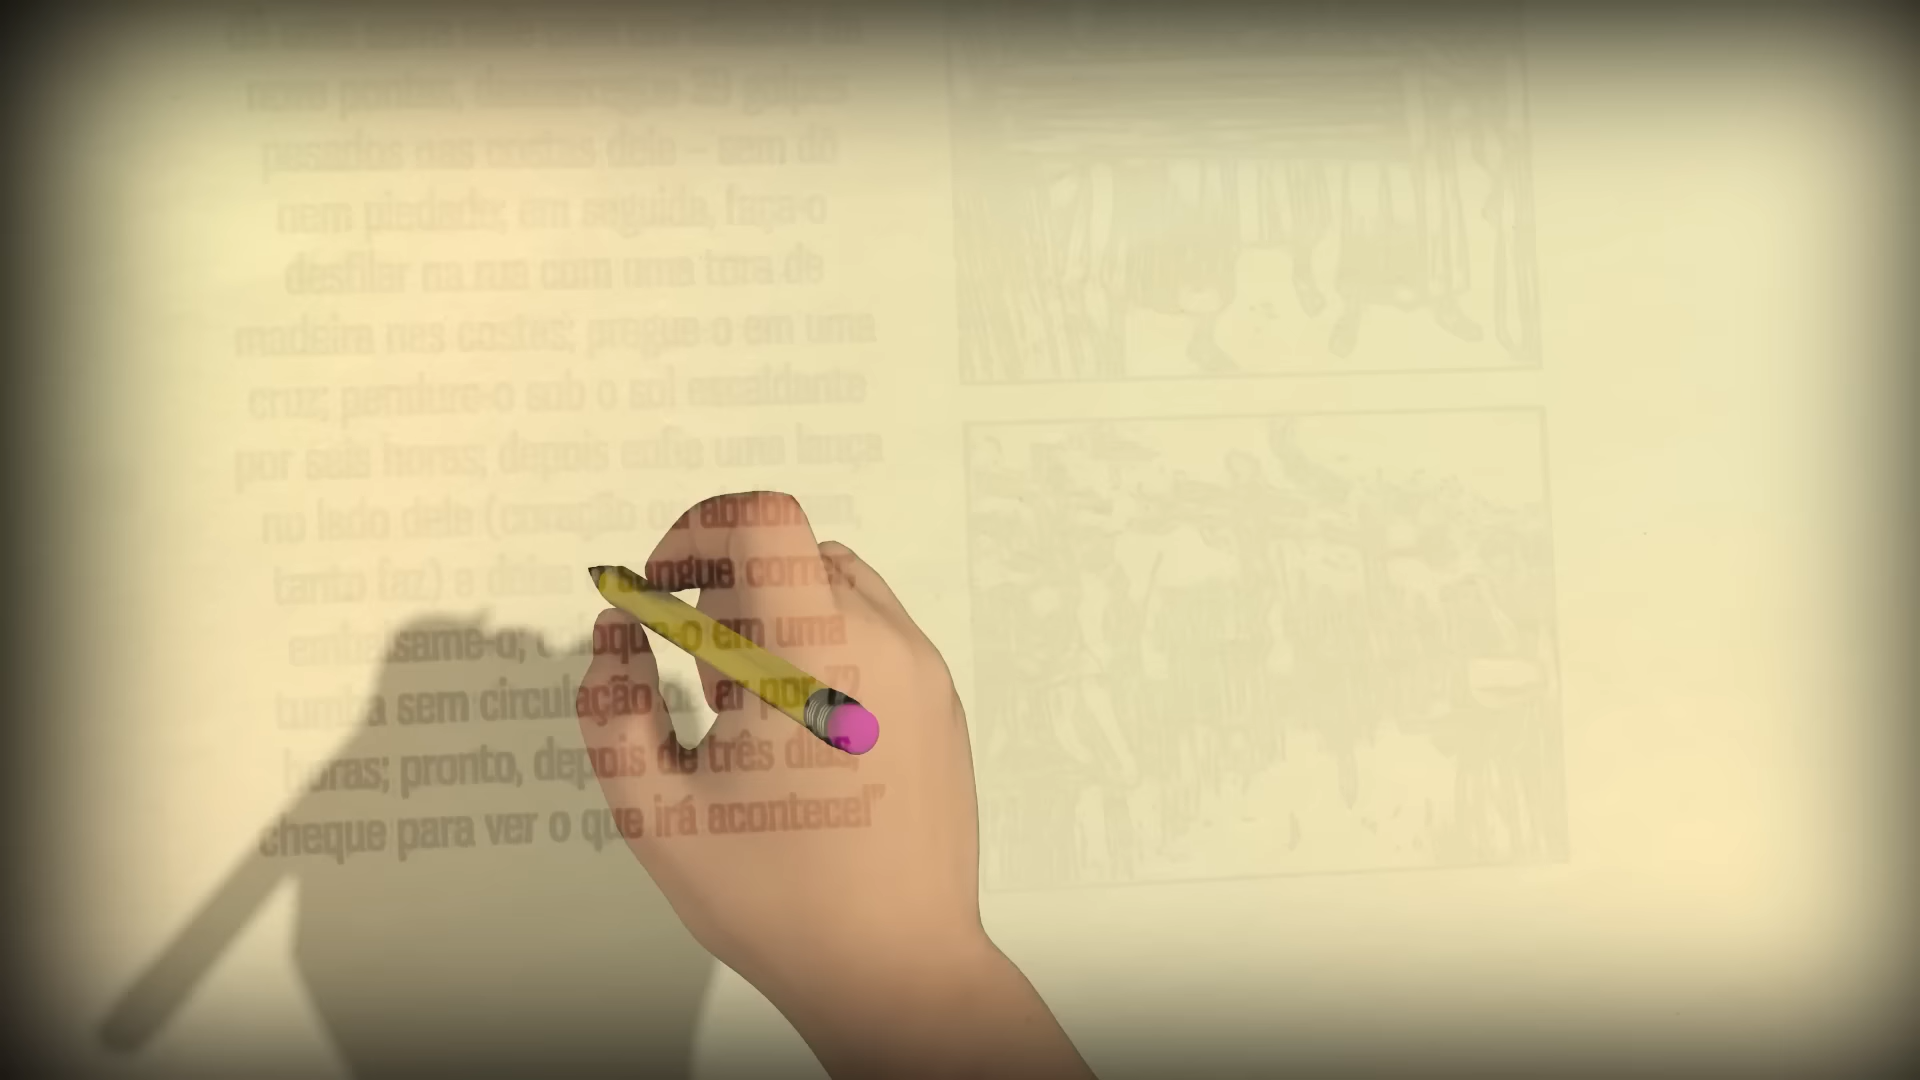 nove pontas, desfira 39 golpes
pesados nas costas dele – sem dó
nem piedade; em seguida, faça-o
desfilar na rua com uma tora de
madeira nas costas; pregue-o em uma
cruz; pendure-o sob o sol escaldante
por seis horas; depois enfie uma lança
no lado dele (coração ou abdômen,
tanto faz) e deixe o sangue correr;
embalsame-o; coloque-o em uma
tumba sem circulação de ar por 72
horas; pronto, depois de três dias,
cheque para ver o que irá acontece!"